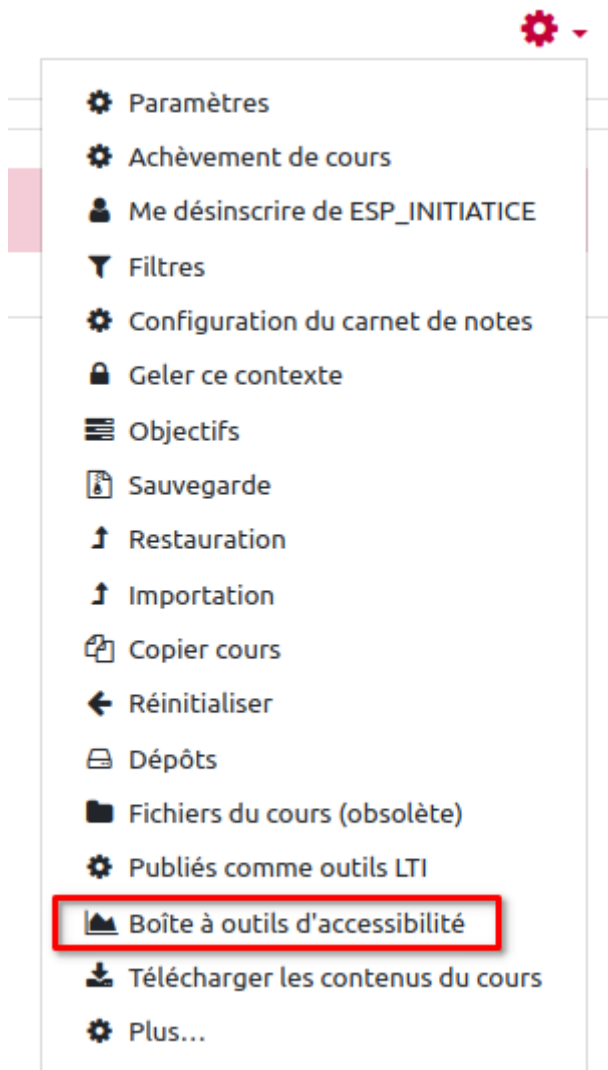 Paramètres
Achèvement de cours
Me désinscrire de ESP_INITIATICE
Filtres
Configuration du carnet de notes
Geler ce contexte
Objectifs
Sauvegarde
Restauration
Importation
Copier cours
Réinitialiser
Dépôts
Fichiers du cours (obsolète)
Publiés comme outils LTI
Boîte à outils d'accessibilité
Télécharger les contenus du cours
Plus...